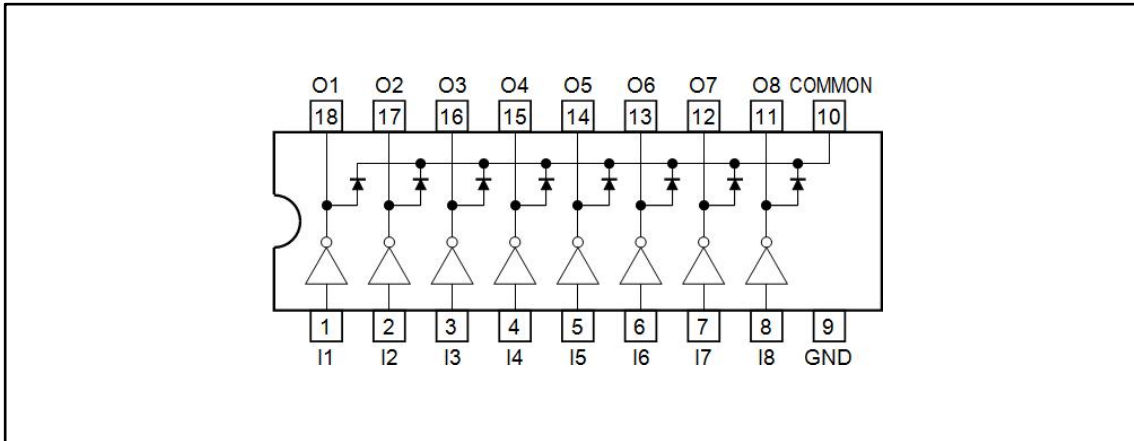 O1 O2 O3 O4 O5 O6 O7 O8 COMMON
18 17 16 15 14 13 12 11 10
1 2 3 4 5 6 7 8 9
I1 I2 I3 I4 I5 I6 I7 I8 GND